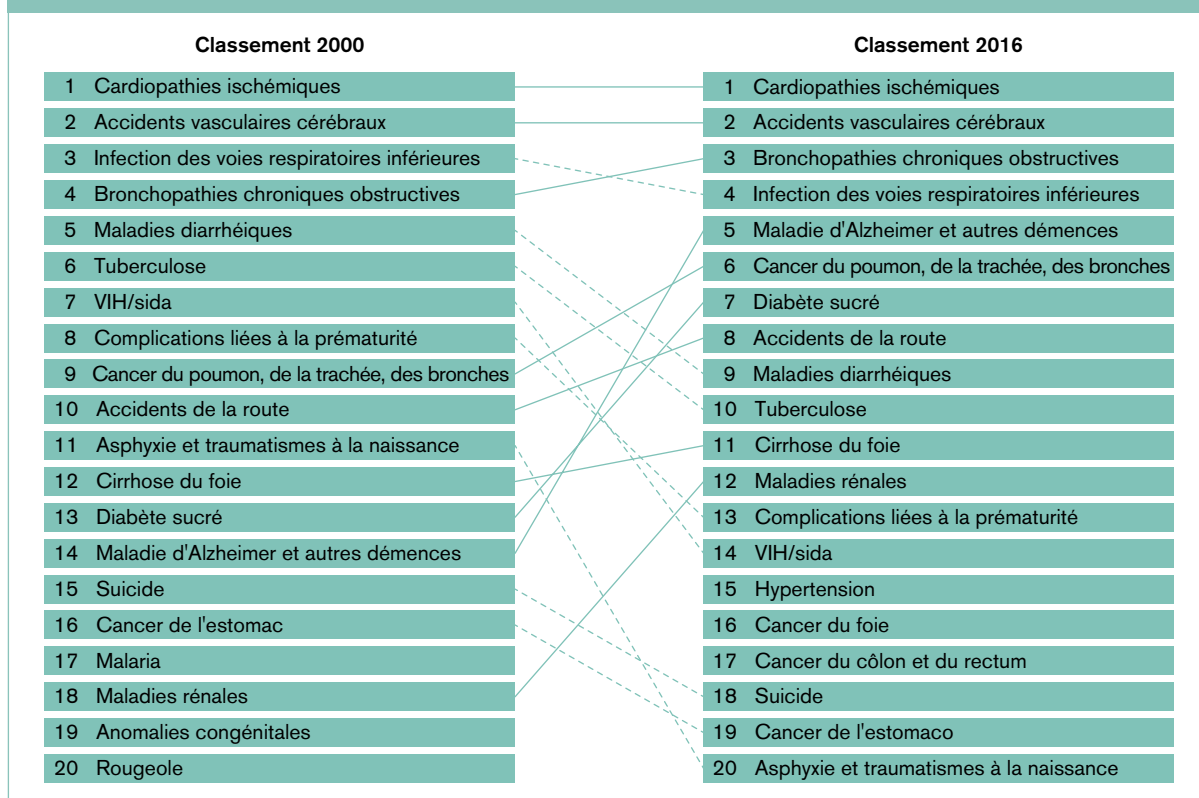 Classement 2000
1 Cardiopathies ischémiques
2 Accidents vasculaires cérébraux
3 Infection des voies respiratoires inférieures
4 Bronchopathies chroniques obstructives
5 Maladies diarrhéiques
6 Tuberculose
7 VIH/sida
8 Complications liées à la prématurité
9 Cancer du poumon, de la trachée, des bronches
10 Accidents de la route
11 Asphyxie et traumatismes à la naissance
12 Cirrhose du foie
13 Diabète sucré
14 Maladie d'Alzheimer et autres démences
15 Suicide
16 Cancer de l'estomac
17 Malaria
18 Maladies rénales
19 Anomalies congénitales
20 Rougeole
Classement 2016
1 Cardiopathies ischémiques
2 Accidents vasculaires cérébraux
3 Bronchopathies chroniques obstructives
4 Infection des voies respiratoires inférieures
5 Maladie d'Alzheimer et autres démences
6 Cancer du poumon, de la trachée, des bronches
7 Diabète sucré
8 Accidents de la route
9 Maladies diarrhéiques
10 Tuberculose
11 Cirrhose du foie
12 Maladies rénales
13 Complications liées à la prématurité
14 VIH/sida
15 Hypertension
16 Cancer du foie
17 Cancer du côlon et du rectum
18 Suicide
19 Cancer de l'estomaco
20 Asphyxie et traumatismes à la naissance